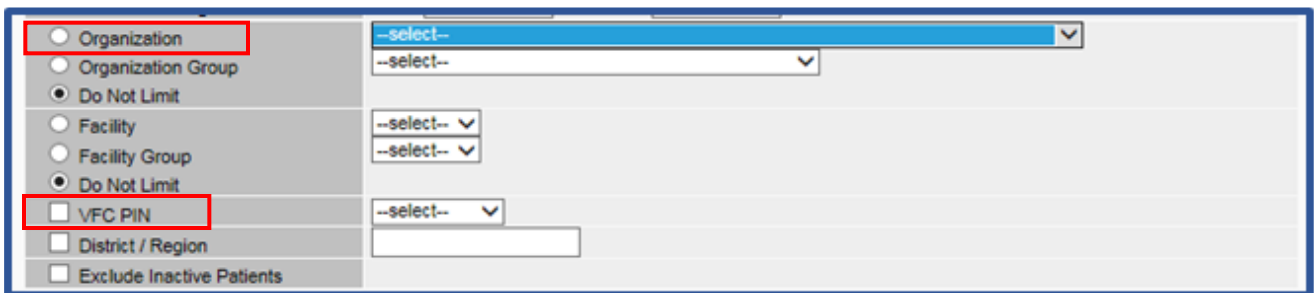 Organization --select--
Organization Group --select--
Do Not Limit
Facility --select--
Facility Group --select--
Do Not Limit
VFC PIN --select--
District / Region
Exclude Inactive Patients